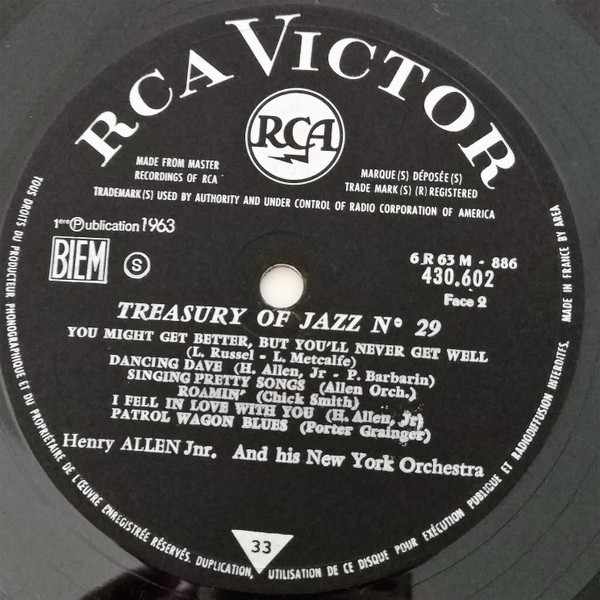 RCA VICTOR
RCA
MADE FROM MASTER
RECORDINGS OF RCA
MARQUE(S) DÉPOSÉE(S)
TRADE MARK(S) (R) REGISTERED
TRADEMARK(S) USED BY AUTHORITY AND UNDER CONTROL OF RADIO CORPORATION OF AMERICA
1ere Ⓟublication 1963
BIEM
S
6 R 63 M - 886
430.602
Face 2
TREASURY OF JAZZ N° 29
YOU MIGHT GET BETTER, BUT YOU'LL NEVER GET WELL
(L. Russel - L. Metcalfe)
DANCING DAVE (H. Allen, Jr - P. Barbarin)
SINGING PRETTY SONGS (Allen Orch.)
ROAMIN' (Chick Smith)
I FELL IN LOVE WITH YOU (H. Allen, Jr)
PATROL WAGON BLUES (Porter Grainger)
Henry ALLEN Jnr. And his New York Orchestra
33
TOUS DROITS DU PRODUCTEUR PHONOGRAPHIQUE ET DU PROPRIÉTAIRE DE L'ŒUVRE ENREGISTRÉE RÉSERVÉS. DUPLICATION, UTILISATION DE CE DISQUE POUR EXÉCUTION PUBLIQUE ET RADIODIFFUSION INTERDITES.
MADE IN FRANCE BY AREA